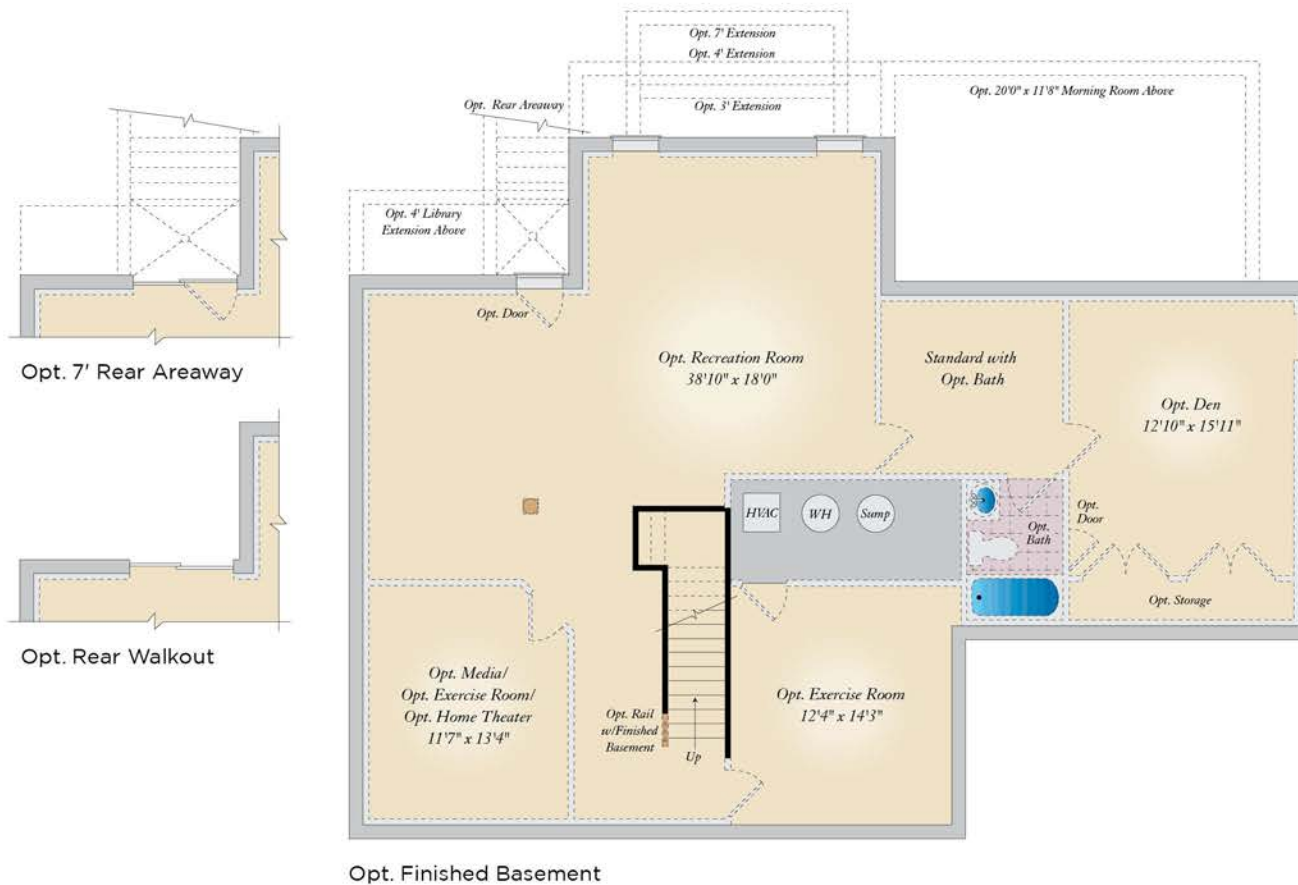 Opt. 7' Extension
Opt. 4' Extension
Opt. 3' Extension
Opt. 20'0" x 11'8" Morning Room Above
Opt. Rear Areaway
Opt. 4' Library
Extension Above
Opt. 7' Rear Areaway
Opt. Door
Opt. Recreation Room
38'10" x 18'0"
Standard with
Opt. Bath
Opt. Den
12'10" x 15'11"
HVAC
WH
Sump
Opt.
Bath
Opt.
Door
Opt. Storage
Opt. Rear Walkout
Opt. Media/
Opt. Exercise Room/
Opt. Home Theater
11'7" x 13'4"
Opt. Rail
w/Finished
Basement
Up
Opt. Exercise Room
12'4" x 14'3"
Opt. Finished Basement